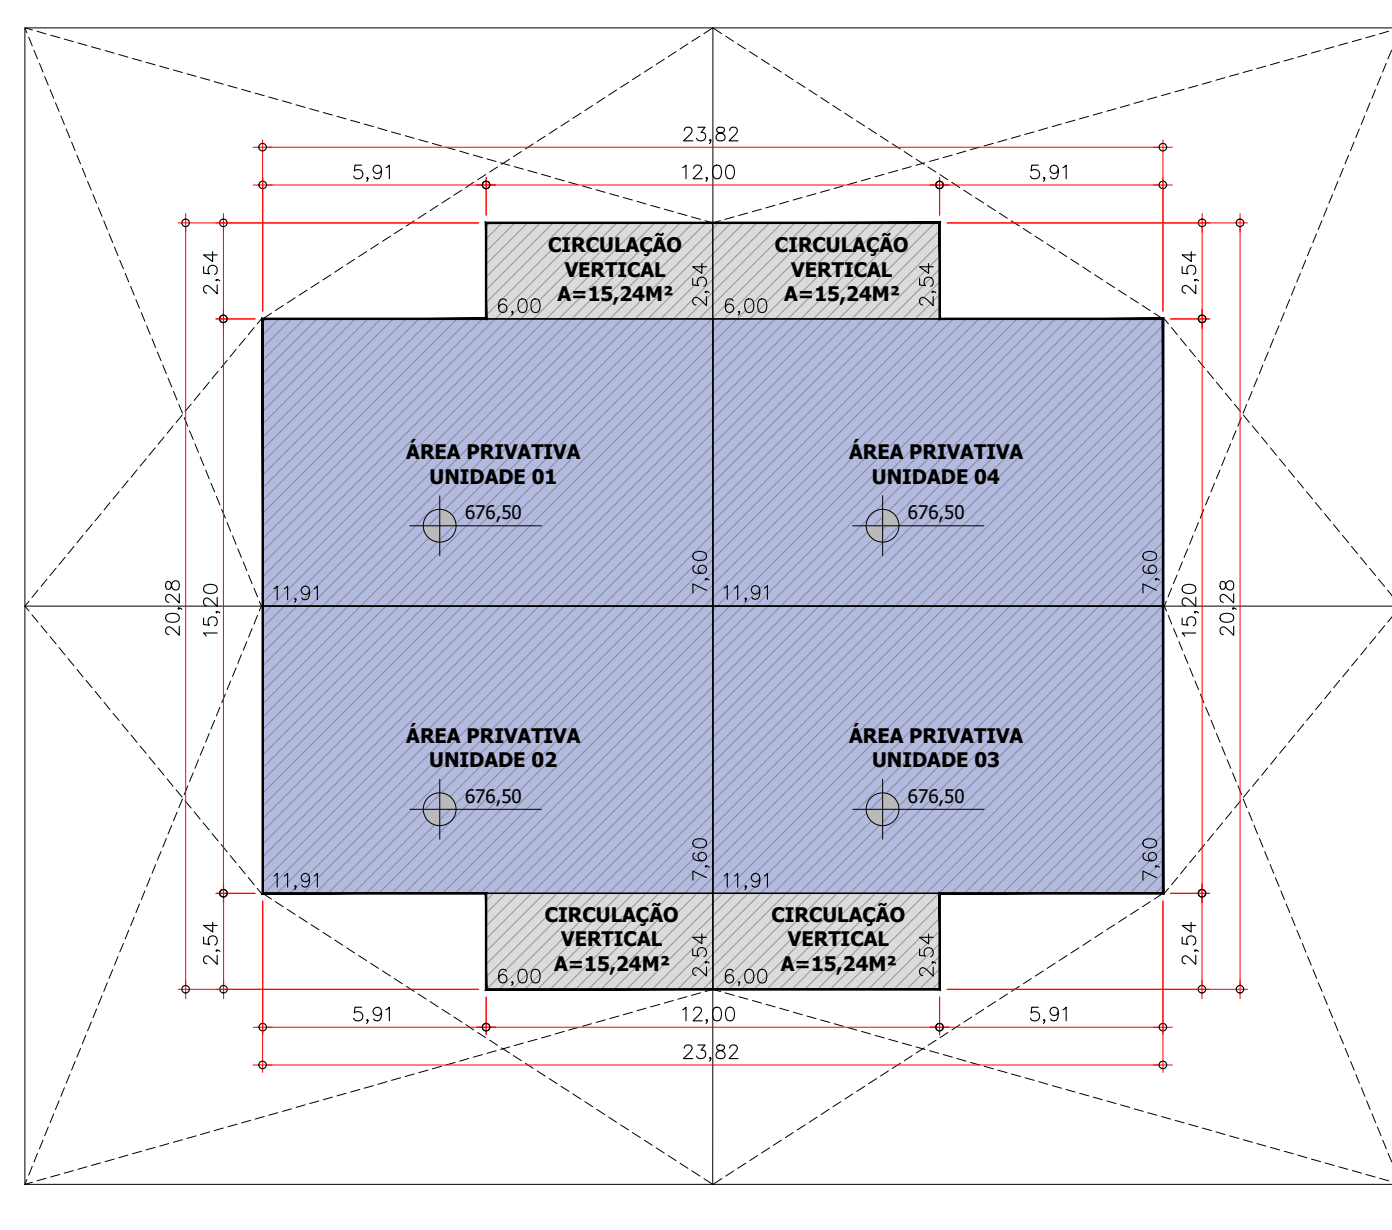 23,82
5,91
12,00
5,91
2,54
CIRCULAÇÃO
VERTICAL
A=15,24M²
6,00
2,54
CIRCULAÇÃO
VERTICAL
A=15,24M²
6,00
2,54
2,54
ÁREA PRIVATIVA
UNIDADE 01
676,50
11,91
7,60
ÁREA PRIVATIVA
UNIDADE 04
676,50
11,91
7,60
20,28
15,20
15,20
20,28
ÁREA PRIVATIVA
UNIDADE 02
676,50
11,91
7,60
ÁREA PRIVATIVA
UNIDADE 03
676,50
11,91
7,60
2,54
CIRCULAÇÃO
VERTICAL
A=15,24M²
6,00
2,54
CIRCULAÇÃO
VERTICAL
A=15,24M²
6,00
2,54
2,54
5,91
12,00
5,91
23,82